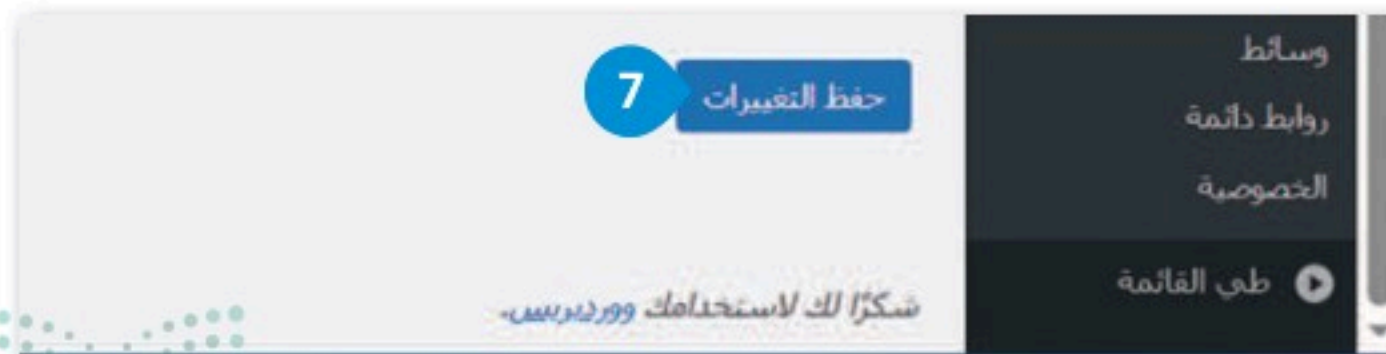 وسائط
روابط دائمة
الخصوصية
طي القائمة
7 حفظ التغييرات
شكرًا لك لاستخدامك ووردبريس.